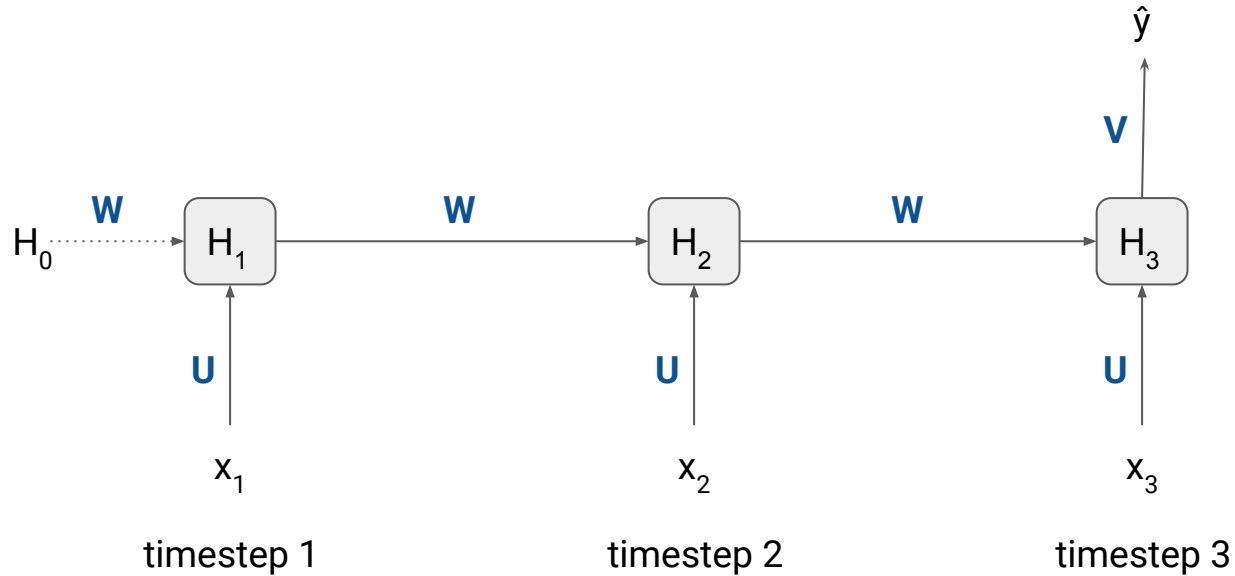 ŷ
V
W W W
H₀ H₁ H₂ H₃
U U U
x₁ x₂ x₃
timestep 1 timestep 2 timestep 3